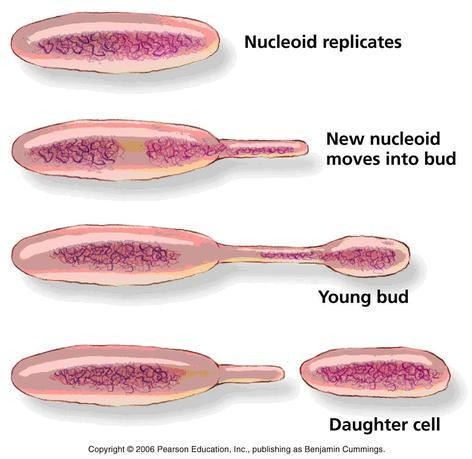 Nucleoid replicates
New nucleoid
moves into bud
Young bud
Daughter cell
Copyright © 2006 Pearson Education, Inc., publishing as Benjamin Cummings.